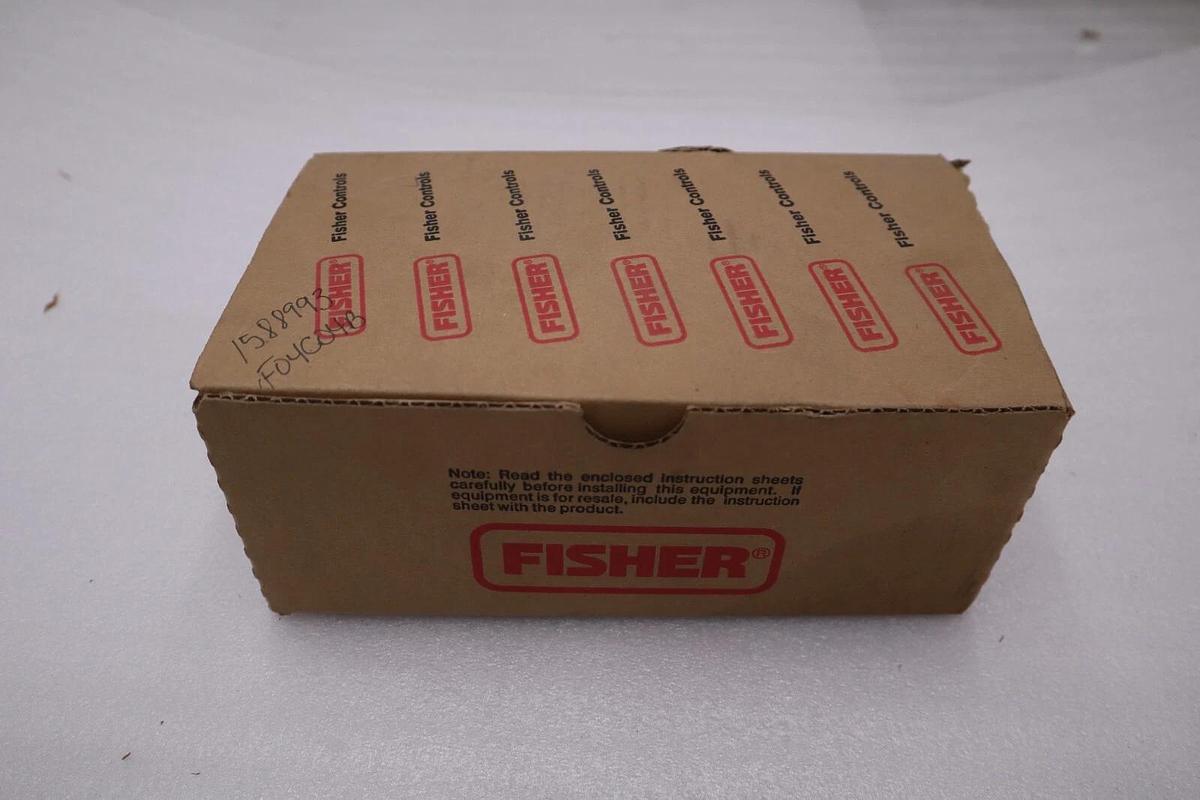 Fisher Controls Fisher Controls Fisher Controls Fisher Controls Fisher Controls Fisher Controls Fisher Controls
FISHER® FISHER® FISHER® FISHER® FISHER® FISHER® FISHER®
1588993
F04C04B
Note: Read the enclosed instruction sheets
carefully before installing this equipment. If
equipment is for resale, include the instruction
sheet with the product.
FISHER®